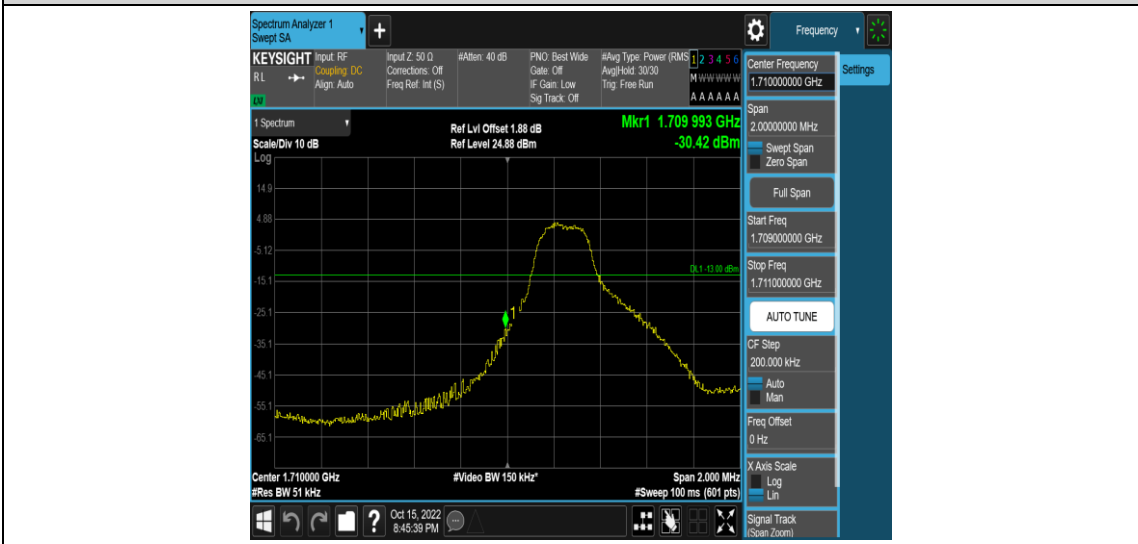 Spectrum Analyzer 1
Swept SA
+
Frequency
KEYSIGHT
RL
LXI
Input: RF
Coupling: DC
Align: Auto
Input Z: 50 Ω
Corrections: Off
Freq Ref: Int (S)
#Atten: 40 dB
PNO: Best Wide
Gate: Off
IF Gain: Low
Sig Track: Off
#Avg Type: Power (RMS
Avg|Hold: 30/30
Trig: Free Run
1 2 3 4 5 6
M W W W W W
A A A A A A
1 Spectrum
Scale/Div 10 dB
Ref Lvl Offset 1.88 dB
Ref Level 24.88 dBm
Mkr1 1.709 993 GHz
-30.42 dBm
Log
14.9
4.88
-5.12
DL1 -13.00 dBm
-15.1
-25.1
1
-35.1
-45.1
-55.1
-65.1
Center 1.710000 GHz
#Video BW 150 kHz*
Span 2.000 MHz
#Res BW 51 kHz
#Sweep 100 ms (601 pts)
Center Frequency
1.710000000 GHz
Settings
Span
2.00000000 MHz
Swept Span
Zero Span
Full Span
Start Freq
1.709000000 GHz
Stop Freq
1.711000000 GHz
AUTO TUNE
CF Step
200.000 kHz
Auto
Man
Freq Offset
0 Hz
X Axis Scale
Log
Lin
Signal Track
(Span Zoom)
?
Oct 15, 2022
8:45:39 PM